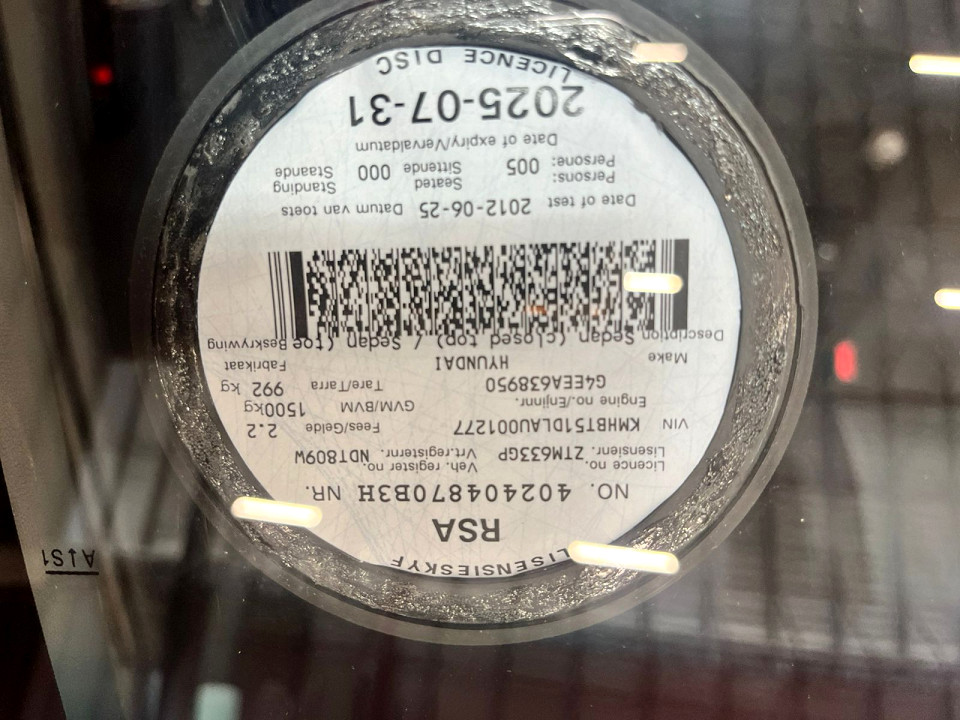 LISENSIESKYF
RSA
NO. 40240487OB3H NR.
Licence no. Lisensienr. ZTM633GP Veh. register no. Vrt.registernr. NDT809W
VIN KMHBT51DLAU001277 Fees/Gelde 2.2
Engine no./Enjinnr. G4EEA638950 GVM/BVM 1500kg
Tare/Tarra 992 kg
Make HYUNDAI Fabrikaat
Description Sedan (closed top) / Sedan (toe Beskrywing
Date of test 2012-06-25 Datum van toets
Persons: Persone: 005 Seated Sittende 000 Standing Staande
Date of expiry/Vervaldatum
2025-07-31
LICENCE DISC